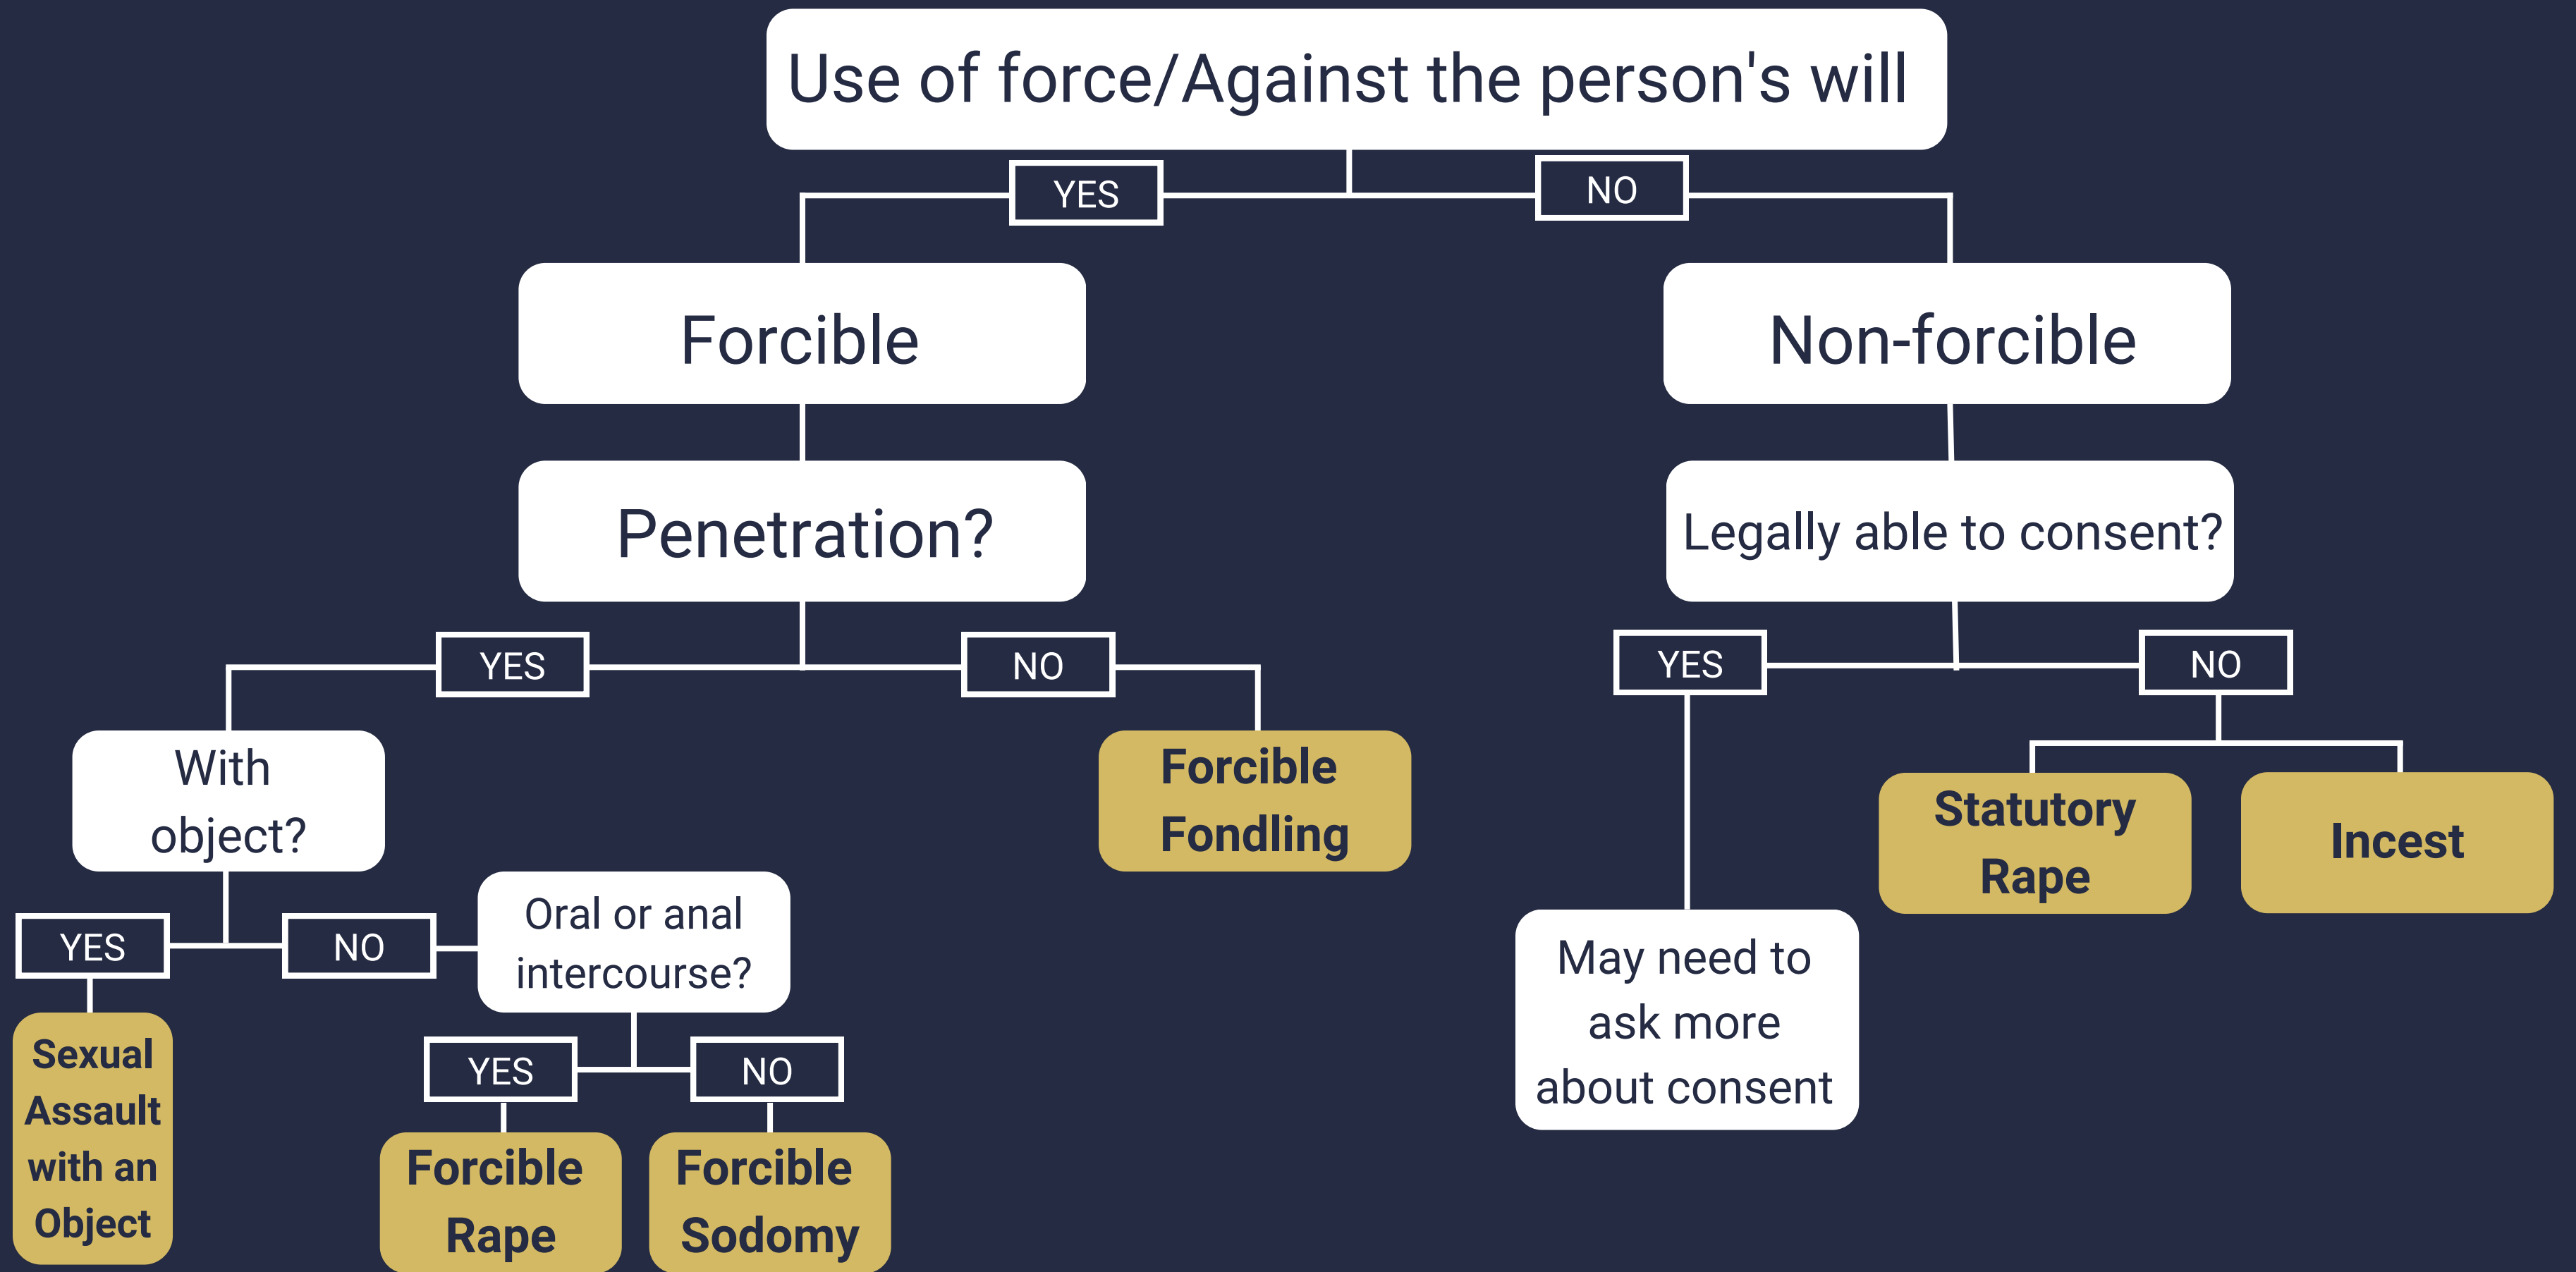 Use of force/Against the person's will
YES
NO
Forcible
Non-forcible
Penetration?
Legally able to consent?
YES
NO
YES
NO
With
object?
Forcible
Fondling
Statutory
Rape
Incest
YES
NO
Oral or anal
intercourse?
May need to
ask more
about consent
Sexual
Assault
with an
Object
YES
NO
Forcible
Rape
Forcible
Sodomy